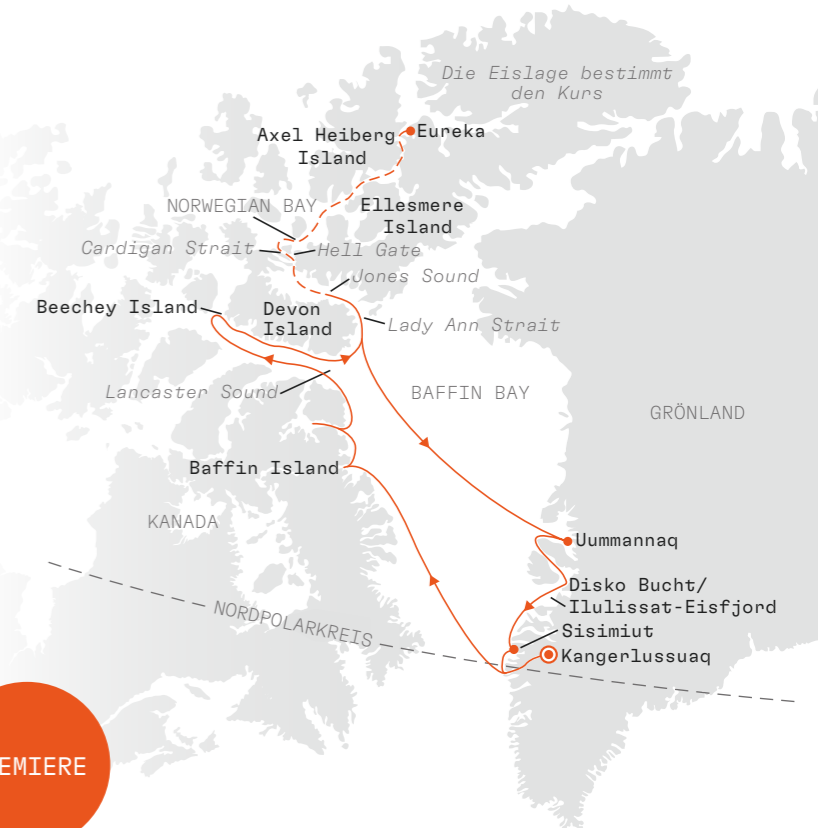 Die Eislage bestimmt
den Kurs
Axel Heiberg
Island
Eureka
NORWEGIAN BAY
Ellesmere
Island
Cardigan Strait
Hell Gate
Jones Sound
Beechey Island
Devon
Island
Lady Ann Strait
Lancaster Sound
BAFFIN BAY
GRÖNLAND
Baffin Island
KANADA
Uummannaq
Disko Bucht/
Ilulissat-Eisfjord
NORDPOLARKREIS
Sisimiut
Kangerlussuaq
EMIERE